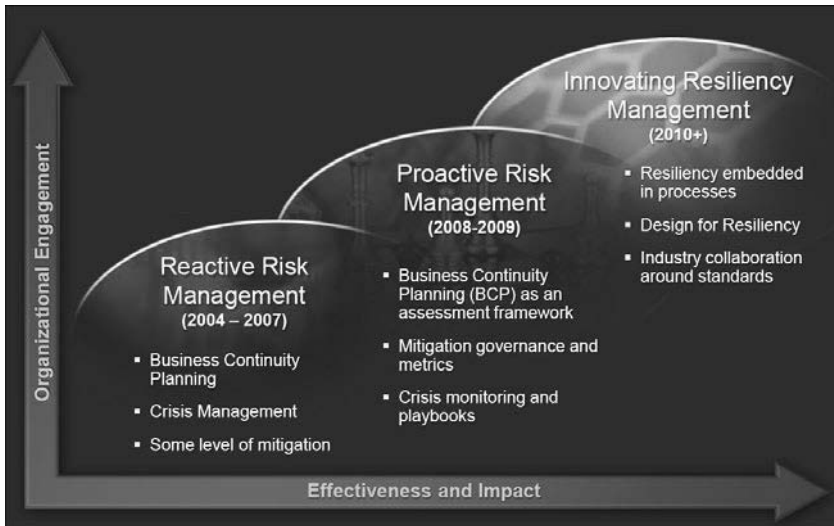 Organizational Engagement
Innovating Resiliency
Management
(2010+)
▪ Resiliency embedded
in processes
▪ Design for Resiliency
▪ Industry collaboration
around standards
Proactive Risk
Management
(2008-2009)
▪ Business Continuity
Planning (BCP) as an
assessment framework
▪ Mitigation governance and
metrics
▪ Crisis monitoring and
playbooks
Reactive Risk
Management
(2004 – 2007)
▪ Business Continuity
Planning
▪ Crisis Management
▪ Some level of mitigation
Effectiveness and Impact